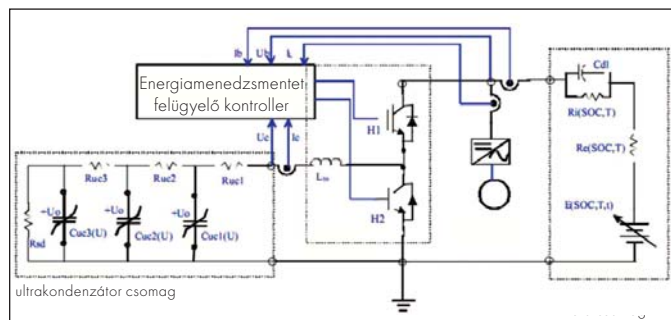 Ib Ub iL
Energiamenedzsmentet
felügyelő kontroller
Uc Ic
H1
H2
Lm
Ruc3 Ruc2 Ruc1
+Uo +Uo +Uo
Rsd
Cuc3(U) Cuc2(U) Cuc1(U)
Cdl
Ri(SOC,T)
Re(SOC,T)
E(SOC,T,t)
ultrakondenzátor csomag